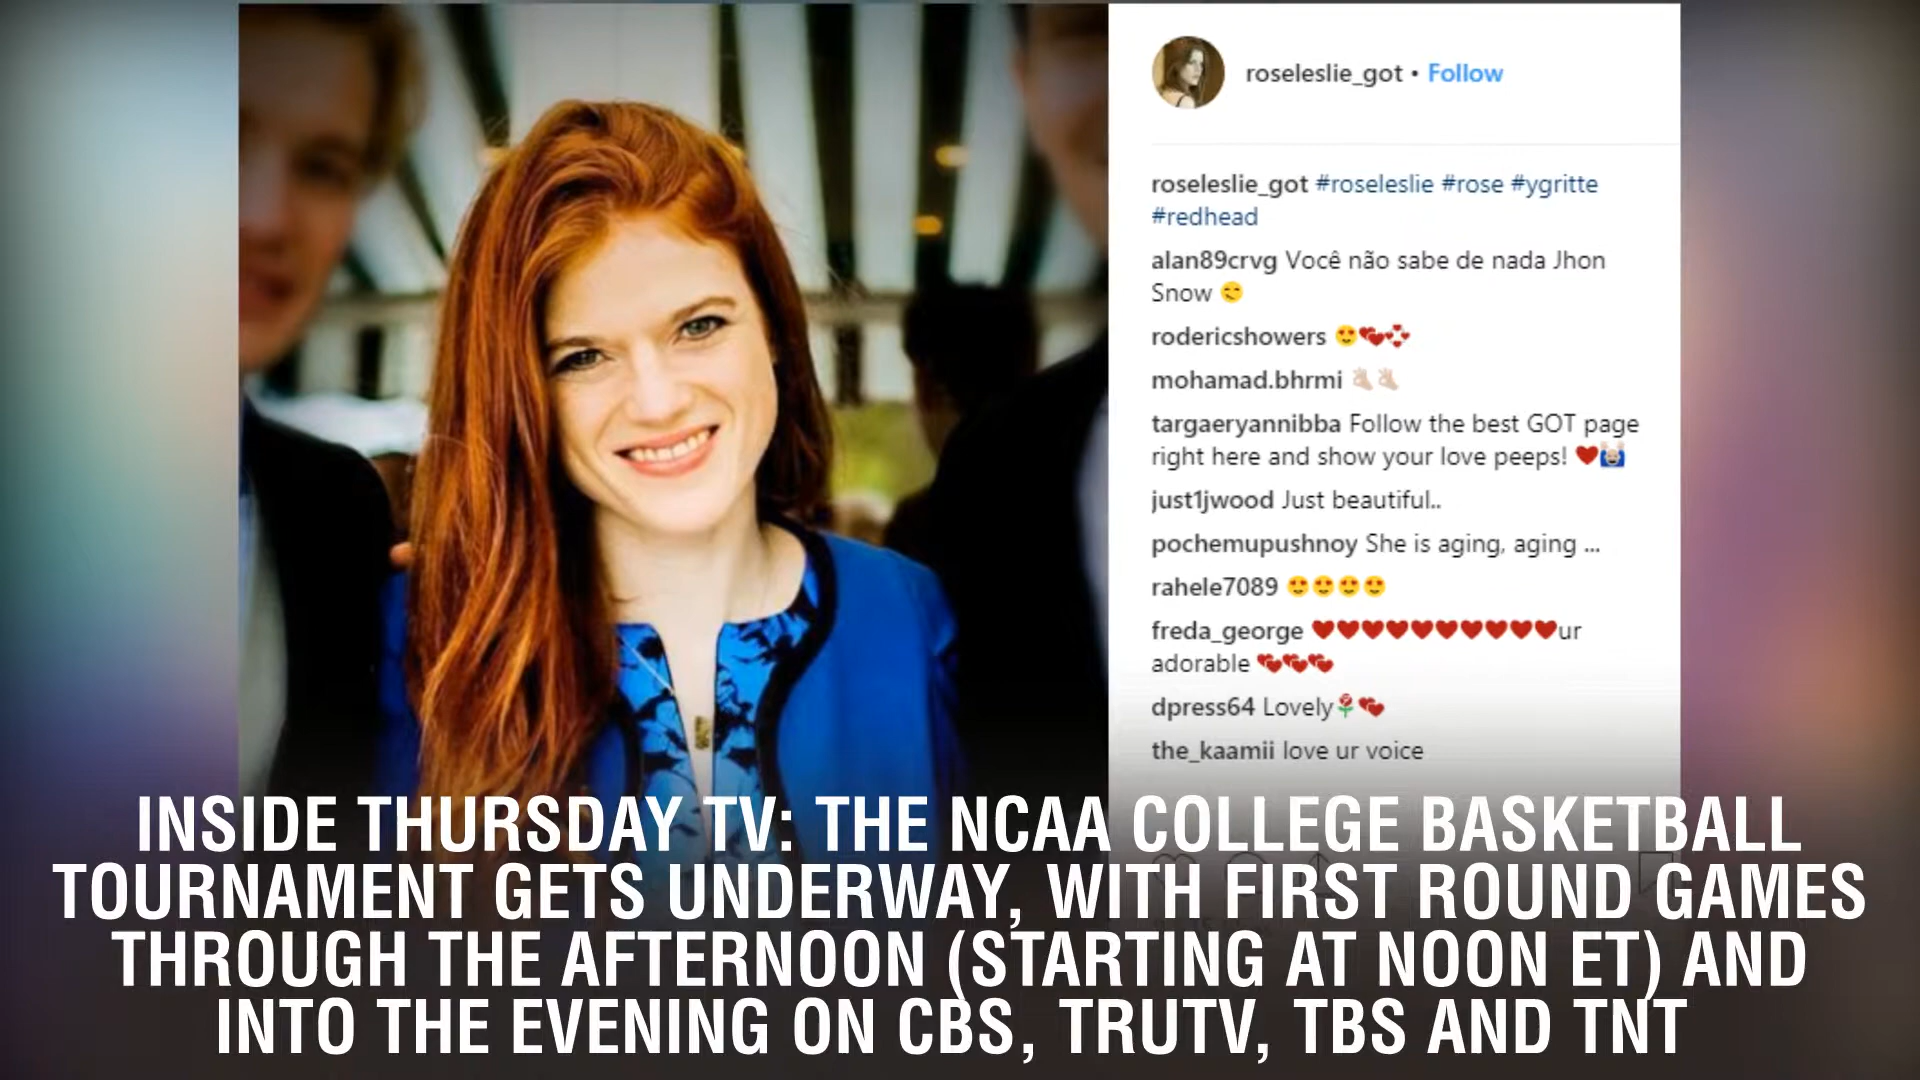 roseleslie_got • Follow
roseleslie_got #roseleslie #rose #ygritte
#redhead
alan89crvg Você não sabe de nada Jhon
Snow 😏
rodericshowers 😍💕💞
mohamad.bhrmi 👌🏻👌🏻
targaeryannibba Follow the best GOT page
right here and show your love peeps! ❤️🙌🏼
just1jwood Just beautiful..
pochemupushnoy She is aging, aging ...
rahele7089 😍😍😍😍
freda_george ❤❤❤❤❤❤❤❤❤❤ur
adorable 💕💕💕
dpress64 Lovely🌹💕
the_kaamii love ur voice
INSIDE THURSDAY TV: THE NCAA COLLEGE BASKETBALL
TOURNAMENT GETS UNDERWAY, WITH FIRST ROUND GAMES
THROUGH THE AFTERNOON (STARTING AT NOON ET) AND
INTO THE EVENING ON CBS, TRUTV, TBS AND TNT